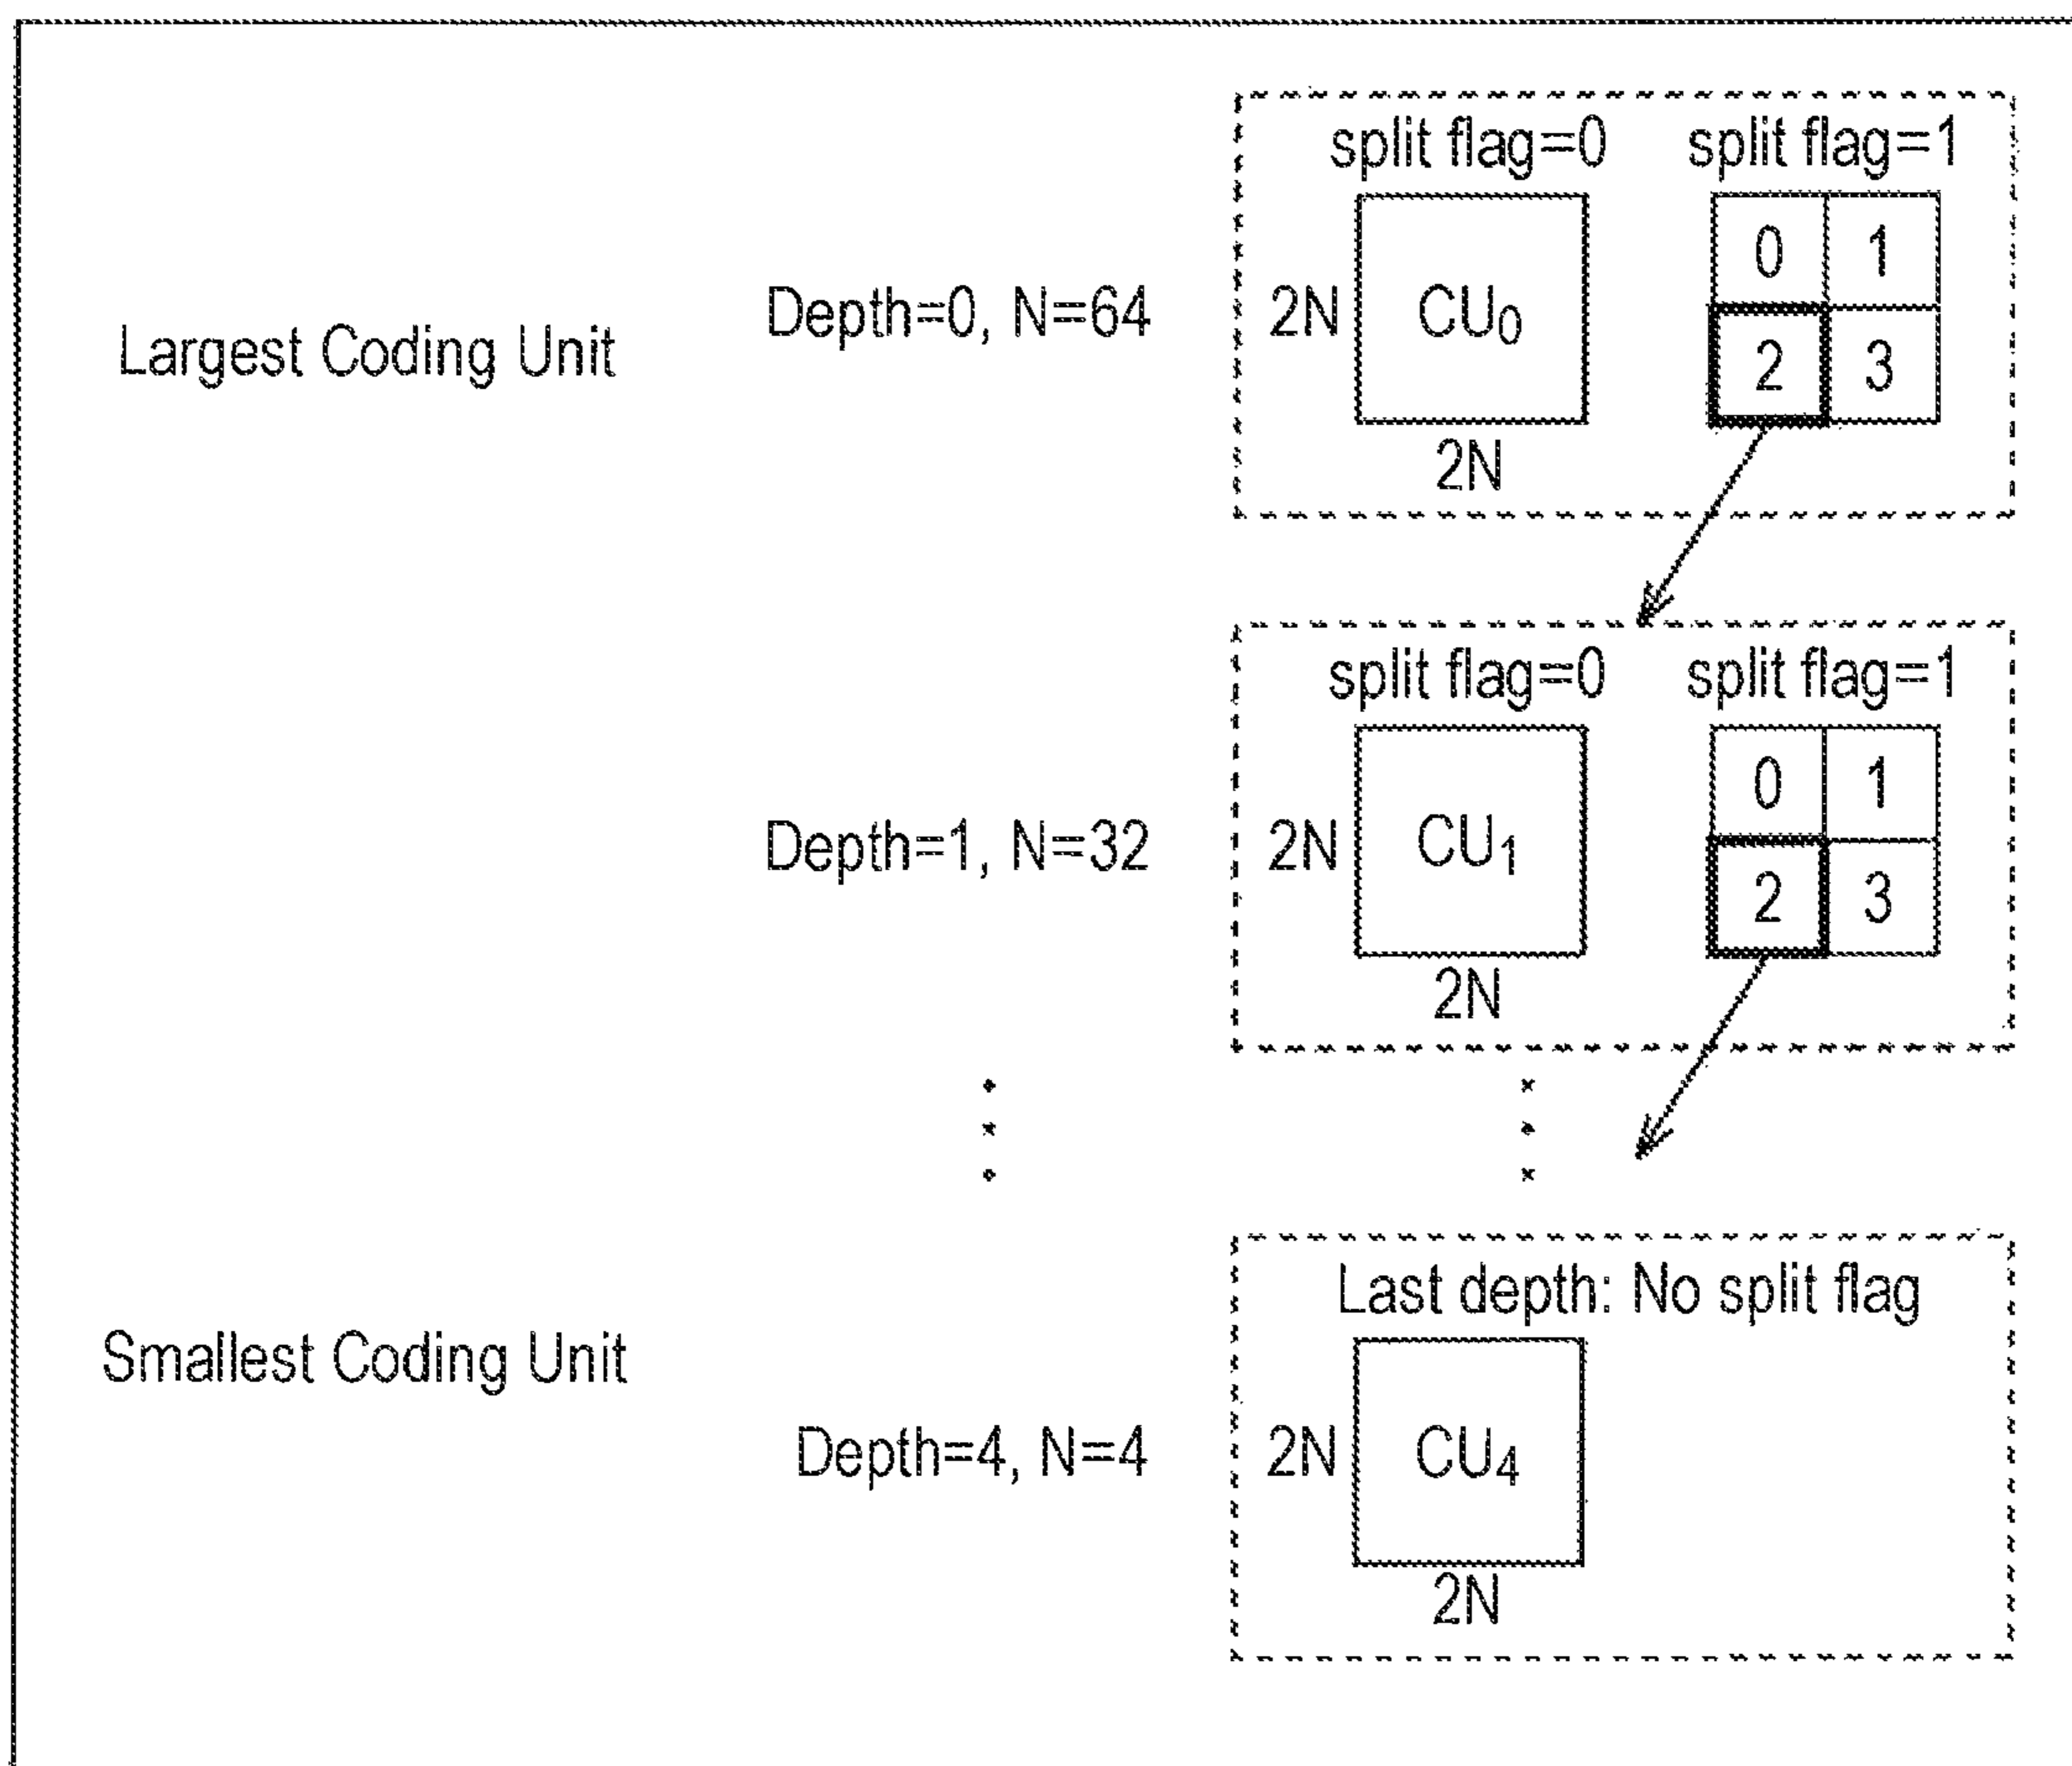 split flag=0 split flag=1
Largest Coding Unit
Depth=0, N=64
2N
CU0
2N
0 1
2 3
split flag=0 split flag=1
Depth=1, N=32
2N
CU1
2N
0 1
2 3
Last depth: No split flag
Smallest Coding Unit
Depth=4, N=4
2N
CU4
2N